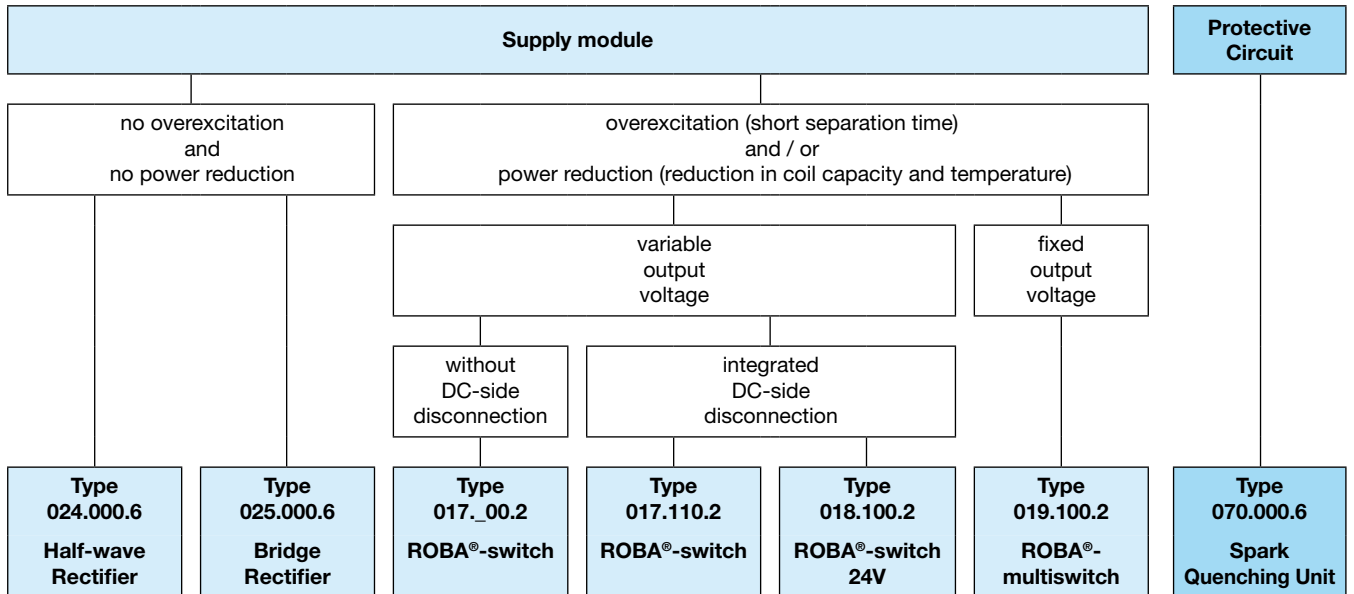 Supply module
Protective
Circuit
no overexcitation
and
no power reduction
overexcitation (short separation time)
and / or
power reduction (reduction in coil capacity and temperature)
variable
output
voltage
fixed
output
voltage
without
DC-side
disconnection
integrated
DC-side
disconnection
Type
024.000.6
Half-wave
Rectifier
Type
025.000.6
Bridge
Rectifier
Type
017._00.2
ROBA®-switch
Type
017.110.2
ROBA®-switch
Type
018.100.2
ROBA®-switch
24V
Type
019.100.2
ROBA®-
multiswitch
Type
070.000.6
Spark
Quenching Unit